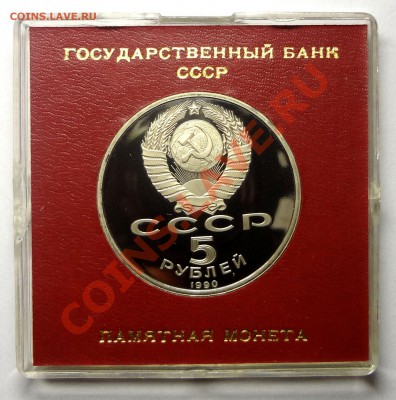 COINS.LAVE.RU
ГОСУДАРСТВЕННЫЙ БАНК
СССР
СССР
5
РУБЛЕЙ
1990
ПАМЯТНАЯ МОНЕТА
COINS.LAVE.RU